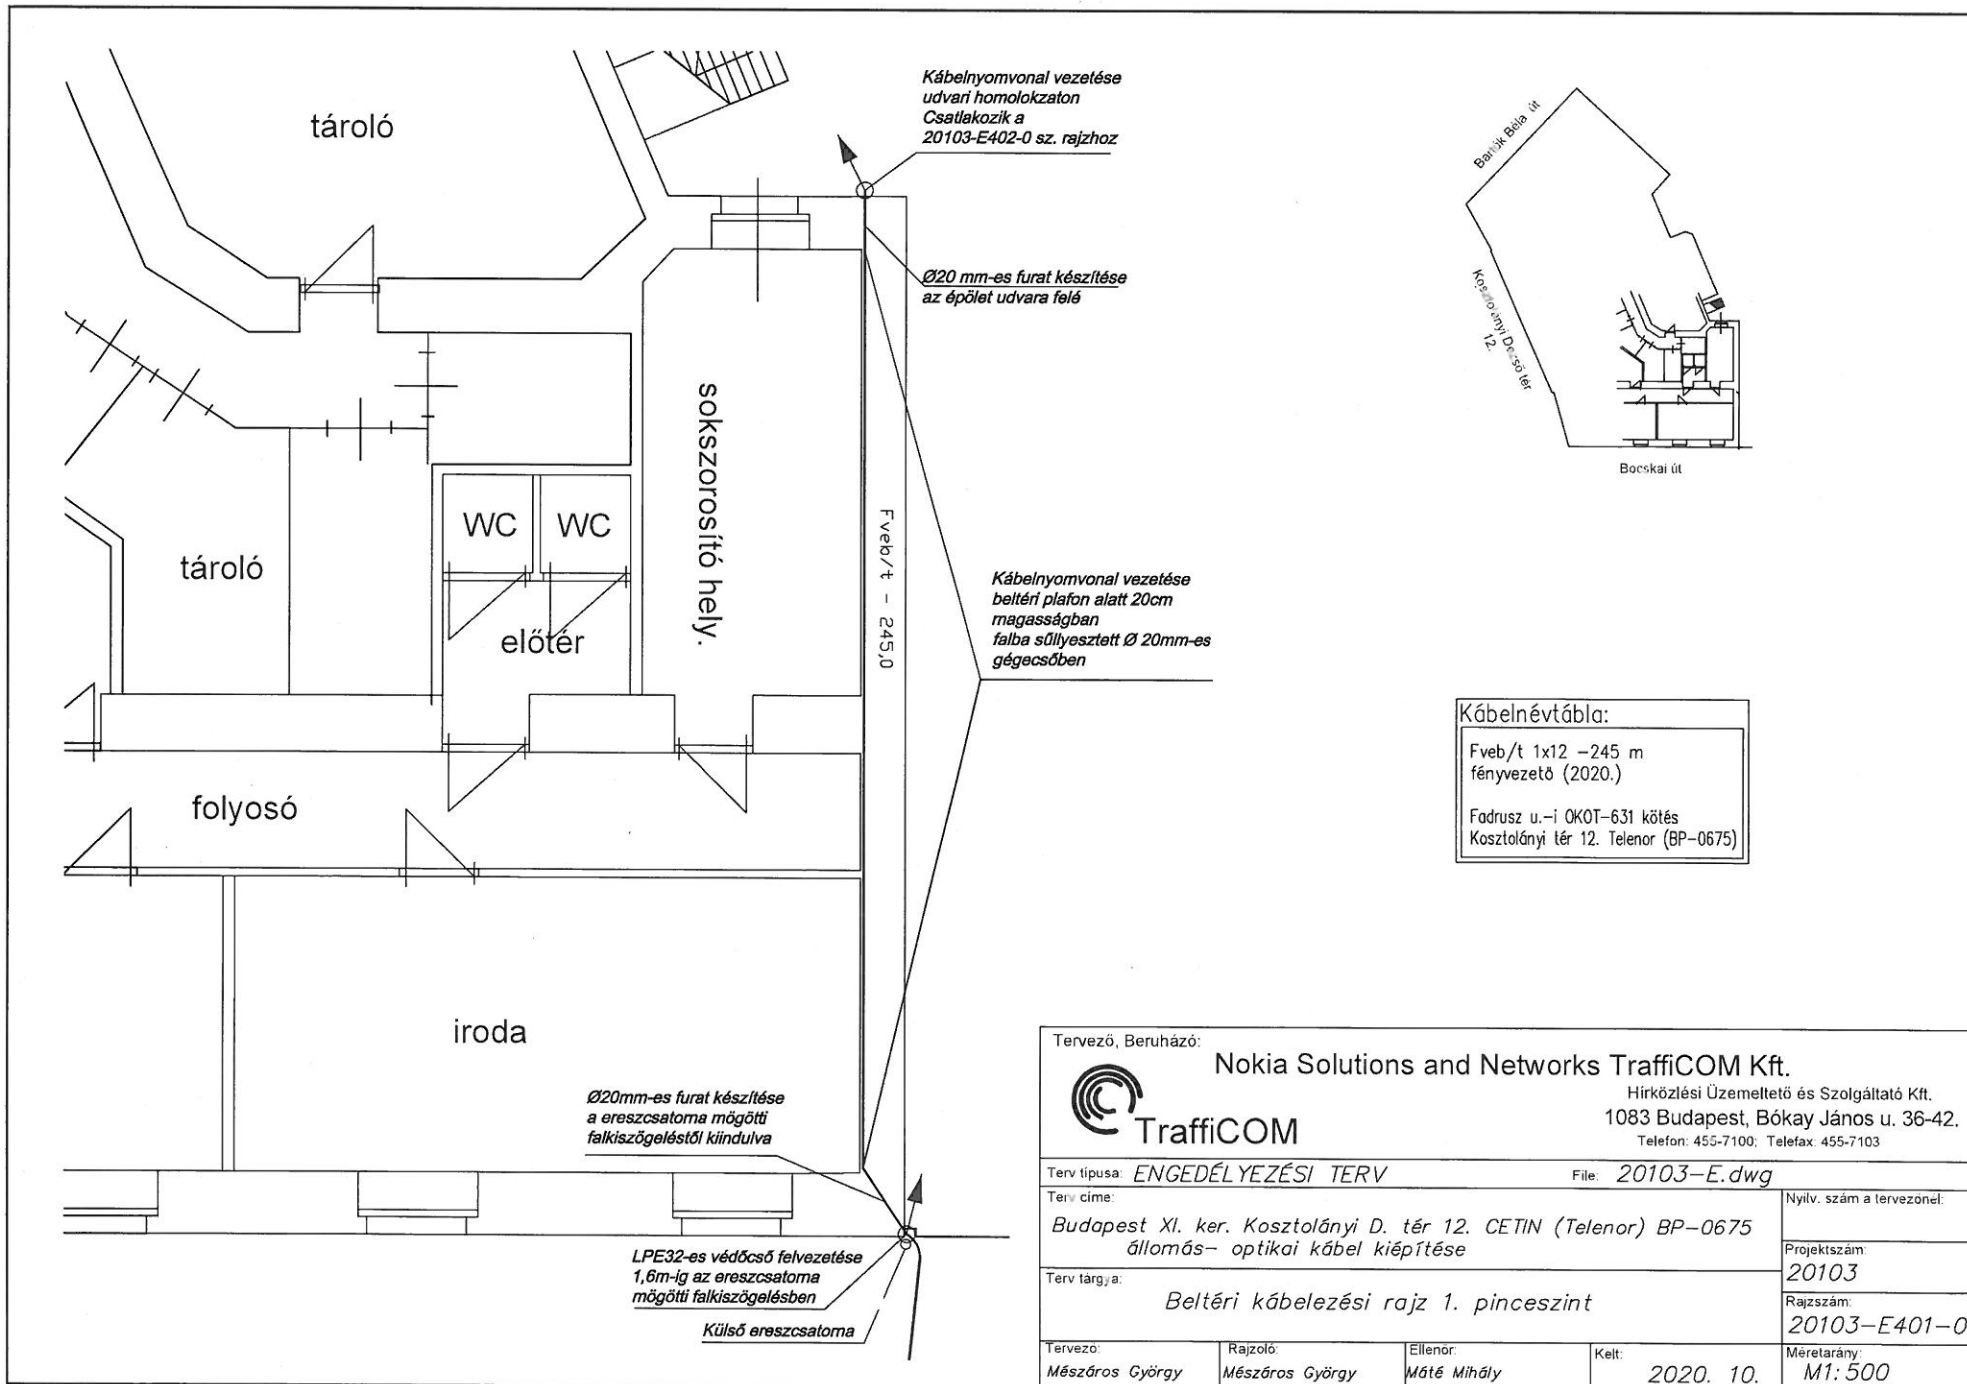 tároló
Kábelnyomvonal vezetése
udvari homolokzaton
Csatlakozik a
20103-E402-0 sz. rajzhoz
Ø20 mm-es furat készítése
az épölet udvara felé
Bartók Béla út
Kosztolányi Dezső tér
12.
Bocskai út
sokszorosító hely.
WC
WC
tároló
előtér
Fveb/t - 245,0
Kábelnyomvonal vezetése
beltéri plafon alatt 20cm
magasságban
falba süllyesztett Ø 20mm-es
gégecsőben
Kábelnévtábla:
Fveb/t 1x12 -245 m
fényvezető (2020.)
Fadrusz u.-i OKOT-631 kötés
Kosztolányi tér 12. Telenor (BP-0675)
folyosó
iroda
Ø20mm-es furat készítése
a ereszcsatorna mögötti
falkiszögeléstől kiindulva
LPE32-es védőcső felvezetése
1,6m-ig az ereszcsatorna
mögötti falkiszögelésben
Külső ereszcsatorna
Tervező, Beruházó:
Nokia Solutions and Networks TraffiCOM Kft.
Hírközlési Üzemeltető és Szolgáltató Kft.
1083 Budapest, Bókay János u. 36-42.
Telefon: 455-7100; Telefax: 455-7103
TraffiCOM
Terv típusa: ENGEDÉLYEZÉSI TERV
File: 20103-E.dwg
Terv címe:
Budapest XI. ker. Kosztolányi D. tér 12. CETIN (Telenor) BP-0675
állomás- optikai kábel kiépítése
Nyilv. szám a tervezőnél:
Projektszám:
20103
Terv tárgya:
Beltéri kábelezési rajz 1. pinceszint
Rajzszám:
20103-E401-0
Tervező:
Mészáros György
Rajzoló:
Mészáros György
Ellenőr:
Máté Mihály
Kelt:
2020. 10.
Méretarány:
M1:500